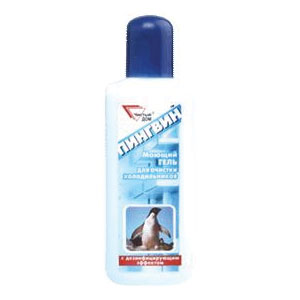 Чистый
ДОМ
ПИНГВИН
Моющий
ГЕЛЬ
для очистки
холодильников
с дезинфицирующим
эффектом